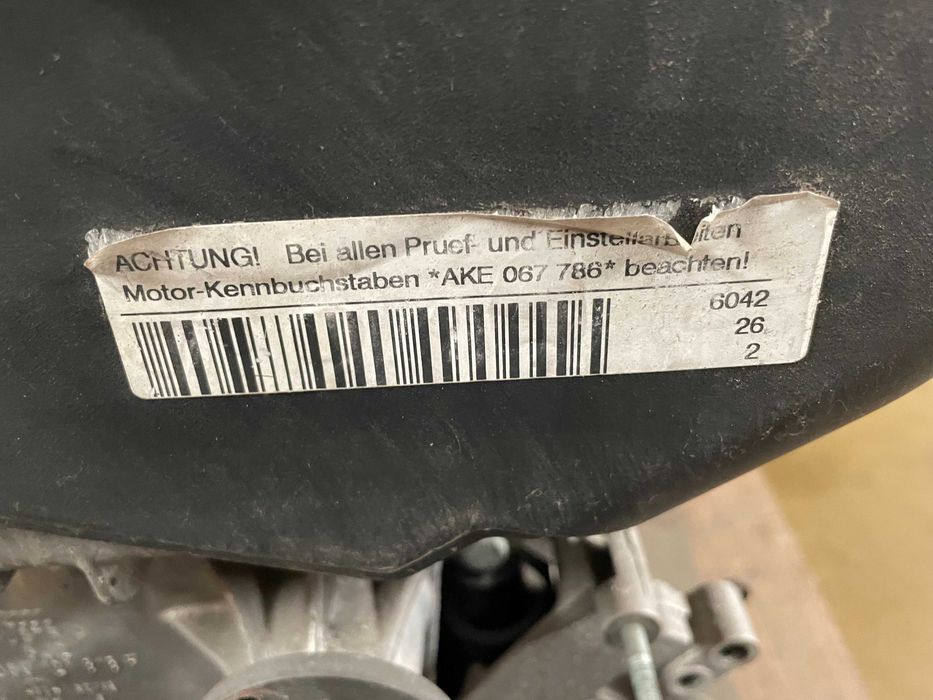 ACHTUNG! Bei allen Pruef- und Einstellarbeiten
Motor-Kennbuchstaben *AKE 067 786* beachten!
6042
26
2